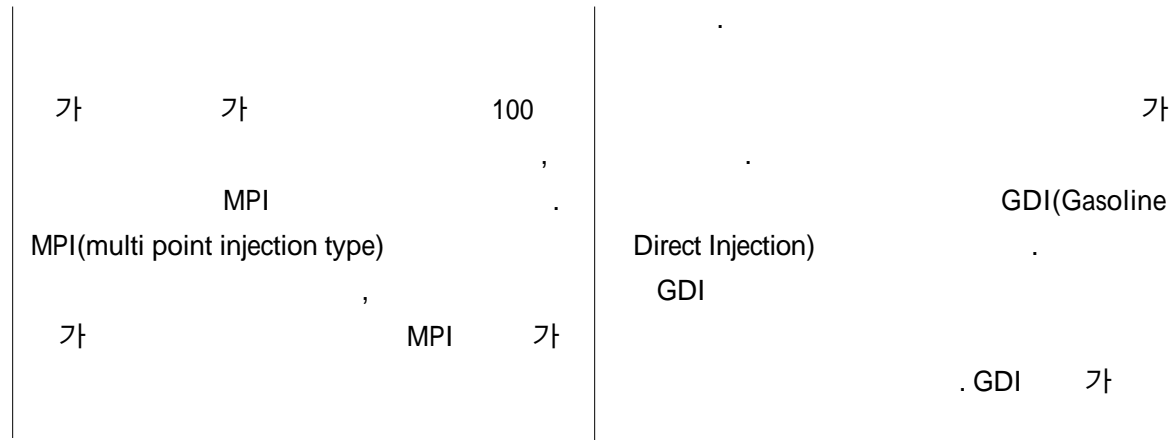 가 가 100
,
MPI .
MPI(multi point injection type)
,
가 MPI 가
.
가
.
GDI(Gasoline
Direct Injection) .
GDI
. GDI 가